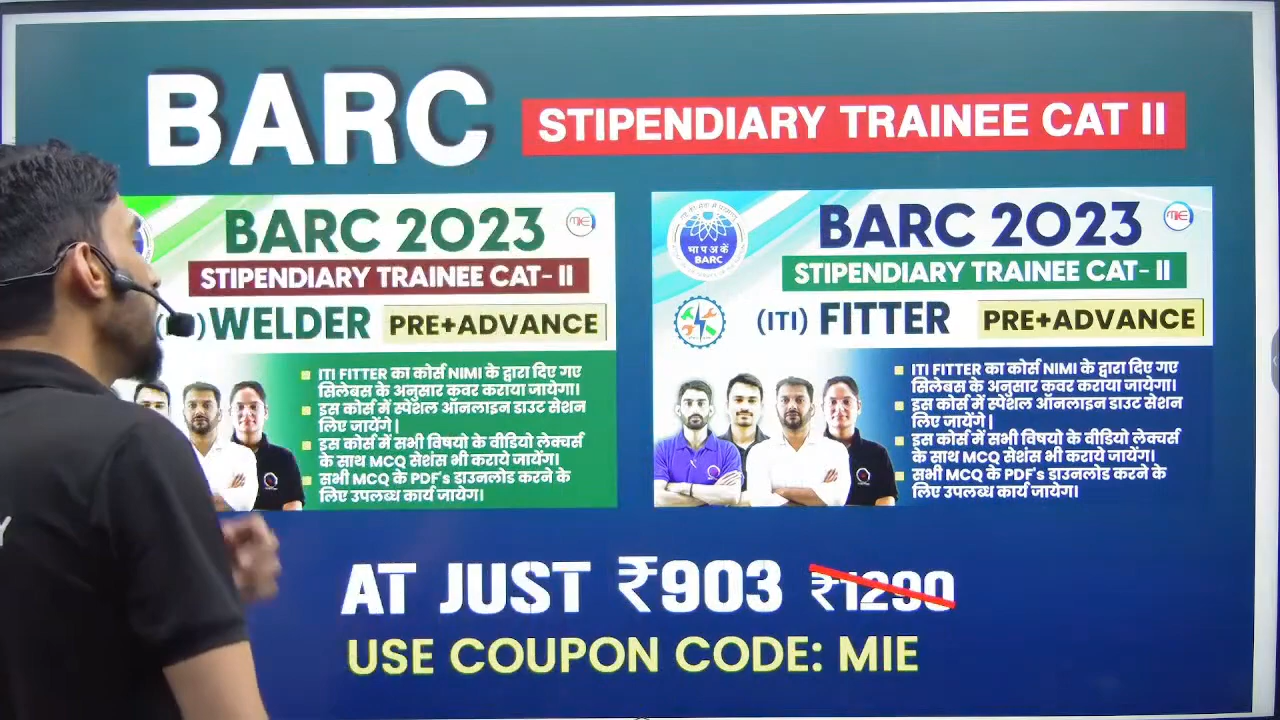 BARC
STIPENDIARY TRAINEE CAT II
BARC 2023
MIE
STIPENDIARY TRAINEE CAT- II
WELDER
PRE+ADVANCE
ITI FITTER का कोर्स NIMI के द्वारा दिए गए
सिलेबस के अनुसार कवर कराया जायेगा।
इस कोर्स में स्पेशल ऑनलाइन डाउट सेशन
लिए जायेंगे |
इस कोर्स में सभी विषयो के वीडियो लेक्चर्स
के साथ MCQ सेशंस भी कराये जायेंगे।
सभी MCQ के PDF's डाउनलोड करने के
लिए उपलब्ध कार्य जायेगा।
भा प अ कें
BARC
BARC 2023
MIE
STIPENDIARY TRAINEE CAT- II
(ITI) FITTER
PRE+ADVANCE
ITI FITTER का कोर्स NIMI के द्वारा दिए गए
सिलेबस के अनुसार कवर कराया जायेगा।
इस कोर्स में स्पेशल ऑनलाइन डाउट सेशन
लिए जायेंगे |
इस कोर्स में सभी विषयो के वीडियो लेक्चर्स
के साथ MCQ सेशंस भी कराये जायेंगे।
सभी MCQ के PDF's डाउनलोड करने के
लिए उपलब्ध कार्य जायेगा।
AT JUST ₹903 ₹1290
USE COUPON CODE: MIE